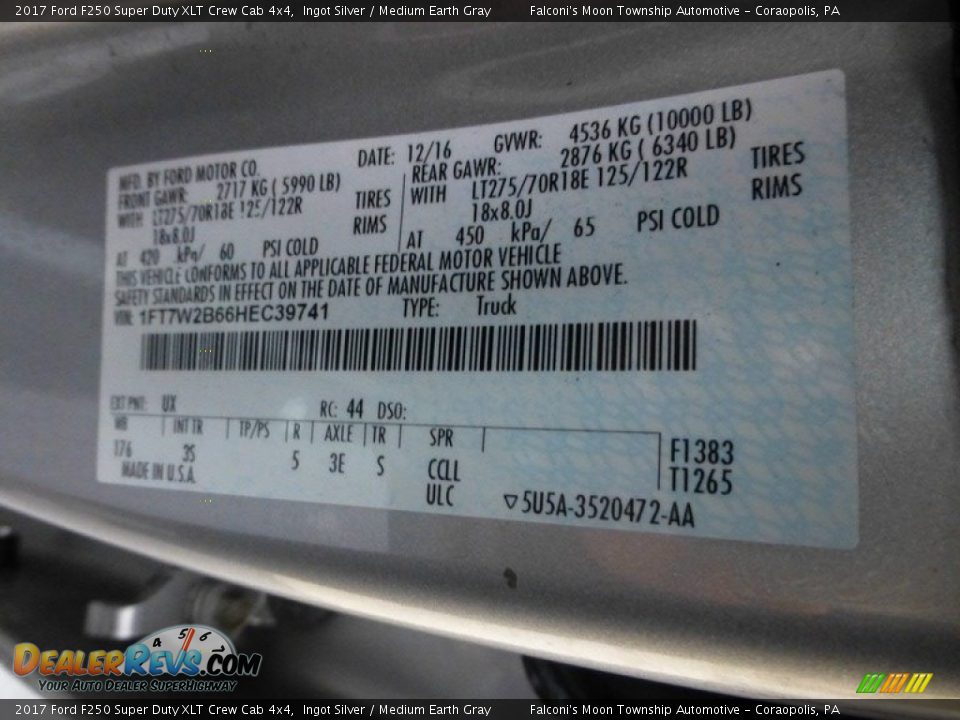 2017 Ford F250 Super Duty XLT Crew Cab 4x4, Ingot Silver / Medium Earth Gray Falconi's Moon Township Automotive - Coraopolis, PA
MFD. BY FORD MOTOR CO. DATE: 12/16 GVWR: 4536 KG (10000 LB)
FRONT GAWR: 2717 KG ( 5990 LB) REAR GAWR: 2876 KG ( 6340 LB)
WITH LT275/70R18E 125/122R TIRES WITH LT275/70R18E 125/122R TIRES
18x8.0J RIMS 18x8.0J RIMS
AT 420 kPa/ 60 PSI COLD AT 450 kPa/ 65 PSI COLD
THIS VEHICLE CONFORMS TO ALL APPLICABLE FEDERAL MOTOR VEHICLE
SAFETY STANDARDS IN EFFECT ON THE DATE OF MANUFACTURE SHOWN ABOVE.
VIN: 1FT7W2B66HEC39741 TYPE: Truck
EXT PNT: UX RC: 44 DSO:
WB INT TR TP/PS R AXLE TR SPR
176 3S 5 3E S CCLL
MADE IN U.S.A. ULC
F1383
T1265
▽5U5A-3520472-AA
4 5 6
DealerRevs.com
Your Auto Dealer SuperHighway
2017 Ford F250 Super Duty XLT Crew Cab 4x4, Ingot Silver / Medium Earth Gray Falconi's Moon Township Automotive - Coraopolis, PA